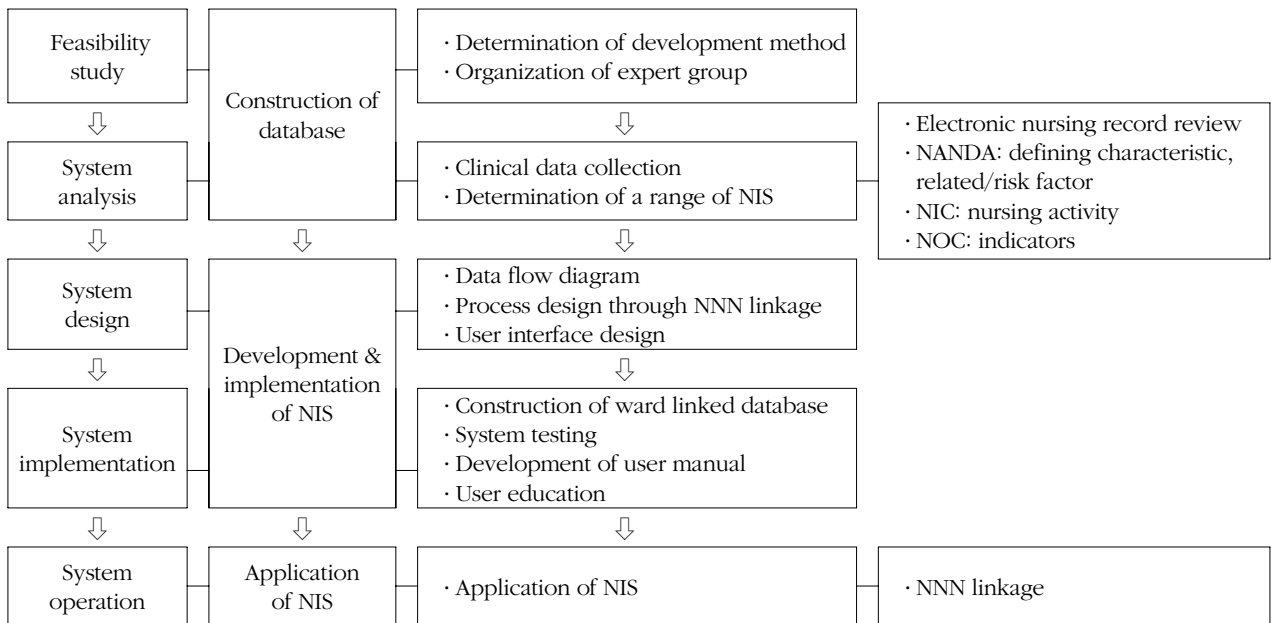 Feasibility
study
Construction of
database
· Determination of development method
· Organization of expert group
System
analysis
· Clinical data collection
· Determination of a range of NIS
· Electronic nursing record review
· NANDA: defining characteristic,
related/risk factor
· NIC: nursing activity
· NOC: indicators
System
design
Development &
implementation
of NIS
· Data flow diagram
· Process design through NNN linkage
· User interface design
System
implementation
· Construction of ward linked database
· System testing
· Development of user manual
· User education
System
operation
Application
of NIS
· Application of NIS
· NNN linkage